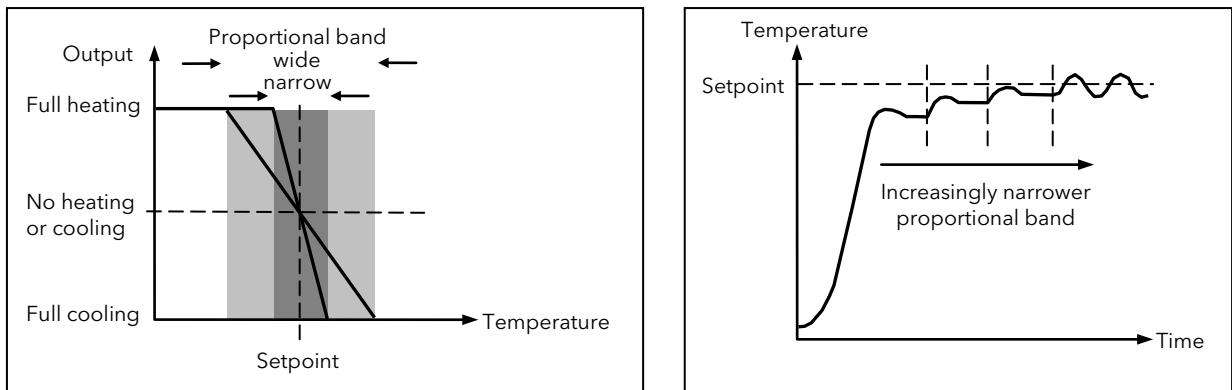 Output
Proportional band
wide
narrow
Full heating
No heating
or cooling
Full cooling
Temperature
Setpoint
Temperature
Setpoint
Increasingly narrower
proportional band
Time